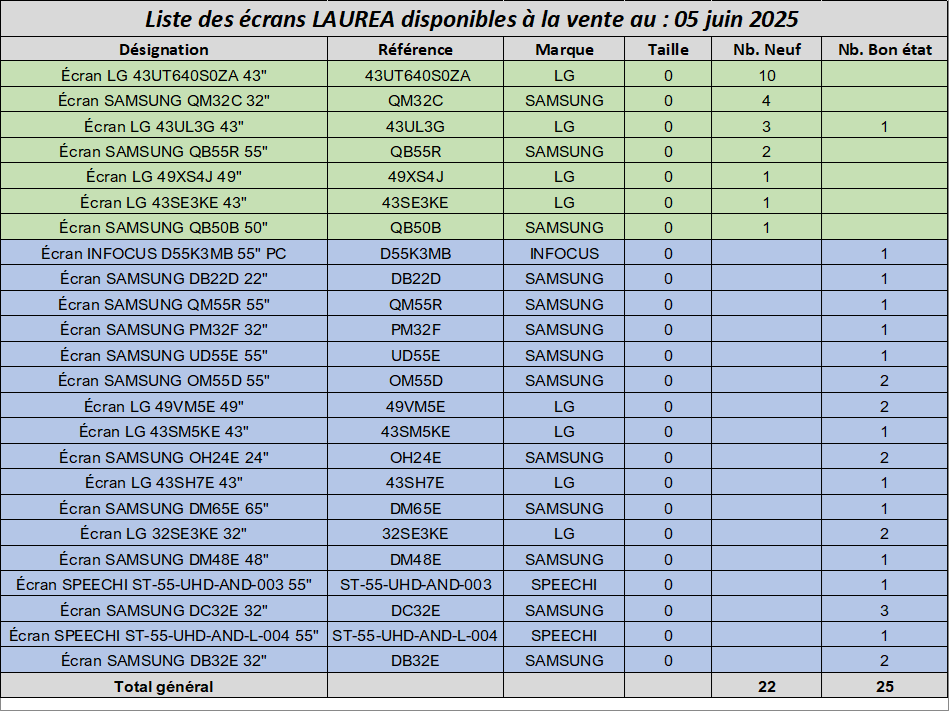 Liste des écrans LAUREA disponibles à la vente au : 05 juin 2025
Désignation Référence Marque Taille Nb. Neuf Nb. Bon état
Écran LG 43UT640S0ZA 43" 43UT640S0ZA LG 0 10
Écran SAMSUNG QM32C 32" QM32C SAMSUNG 0 4
Écran LG 43UL3G 43" 43UL3G LG 0 3 1
Écran SAMSUNG QB55R 55" QB55R SAMSUNG 0 2
Écran LG 49XS4J 49" 49XS4J LG 0 1
Écran LG 43SE3KE 43" 43SE3KE LG 0 1
Écran SAMSUNG QB50B 50" QB50B SAMSUNG 0 1
Écran INFOCUS D55K3MB 55" PC D55K3MB INFOCUS 0 1
Écran SAMSUNG DB22D 22" DB22D SAMSUNG 0 1
Écran SAMSUNG QM55R 55" QM55R SAMSUNG 0 1
Écran SAMSUNG PM32F 32" PM32F SAMSUNG 0 1
Écran SAMSUNG UD55E 55" UD55E SAMSUNG 0 1
Écran SAMSUNG OM55D 55" OM55D SAMSUNG 0 2
Écran LG 49VM5E 49" 49VM5E LG 0 2
Écran LG 43SM5KE 43" 43SM5KE LG 0 1
Écran SAMSUNG OH24E 24" OH24E SAMSUNG 0 2
Écran LG 43SH7E 43" 43SH7E LG 0 1
Écran SAMSUNG DM65E 65" DM65E SAMSUNG 0 1
Écran LG 32SE3KE 32" 32SE3KE LG 0 2
Écran SAMSUNG DM48E 48" DM48E SAMSUNG 0 1
Écran SPEECHI ST-55-UHD-AND-003 55" ST-55-UHD-AND-003 SPEECHI 0 1
Écran SAMSUNG DC32E 32" DC32E SAMSUNG 0 3
Écran SPEECHI ST-55-UHD-AND-L-004 55" ST-55-UHD-AND-L-004 SPEECHI 0 1
Écran SAMSUNG DB32E 32" DB32E SAMSUNG 0 2
Total général 22 25